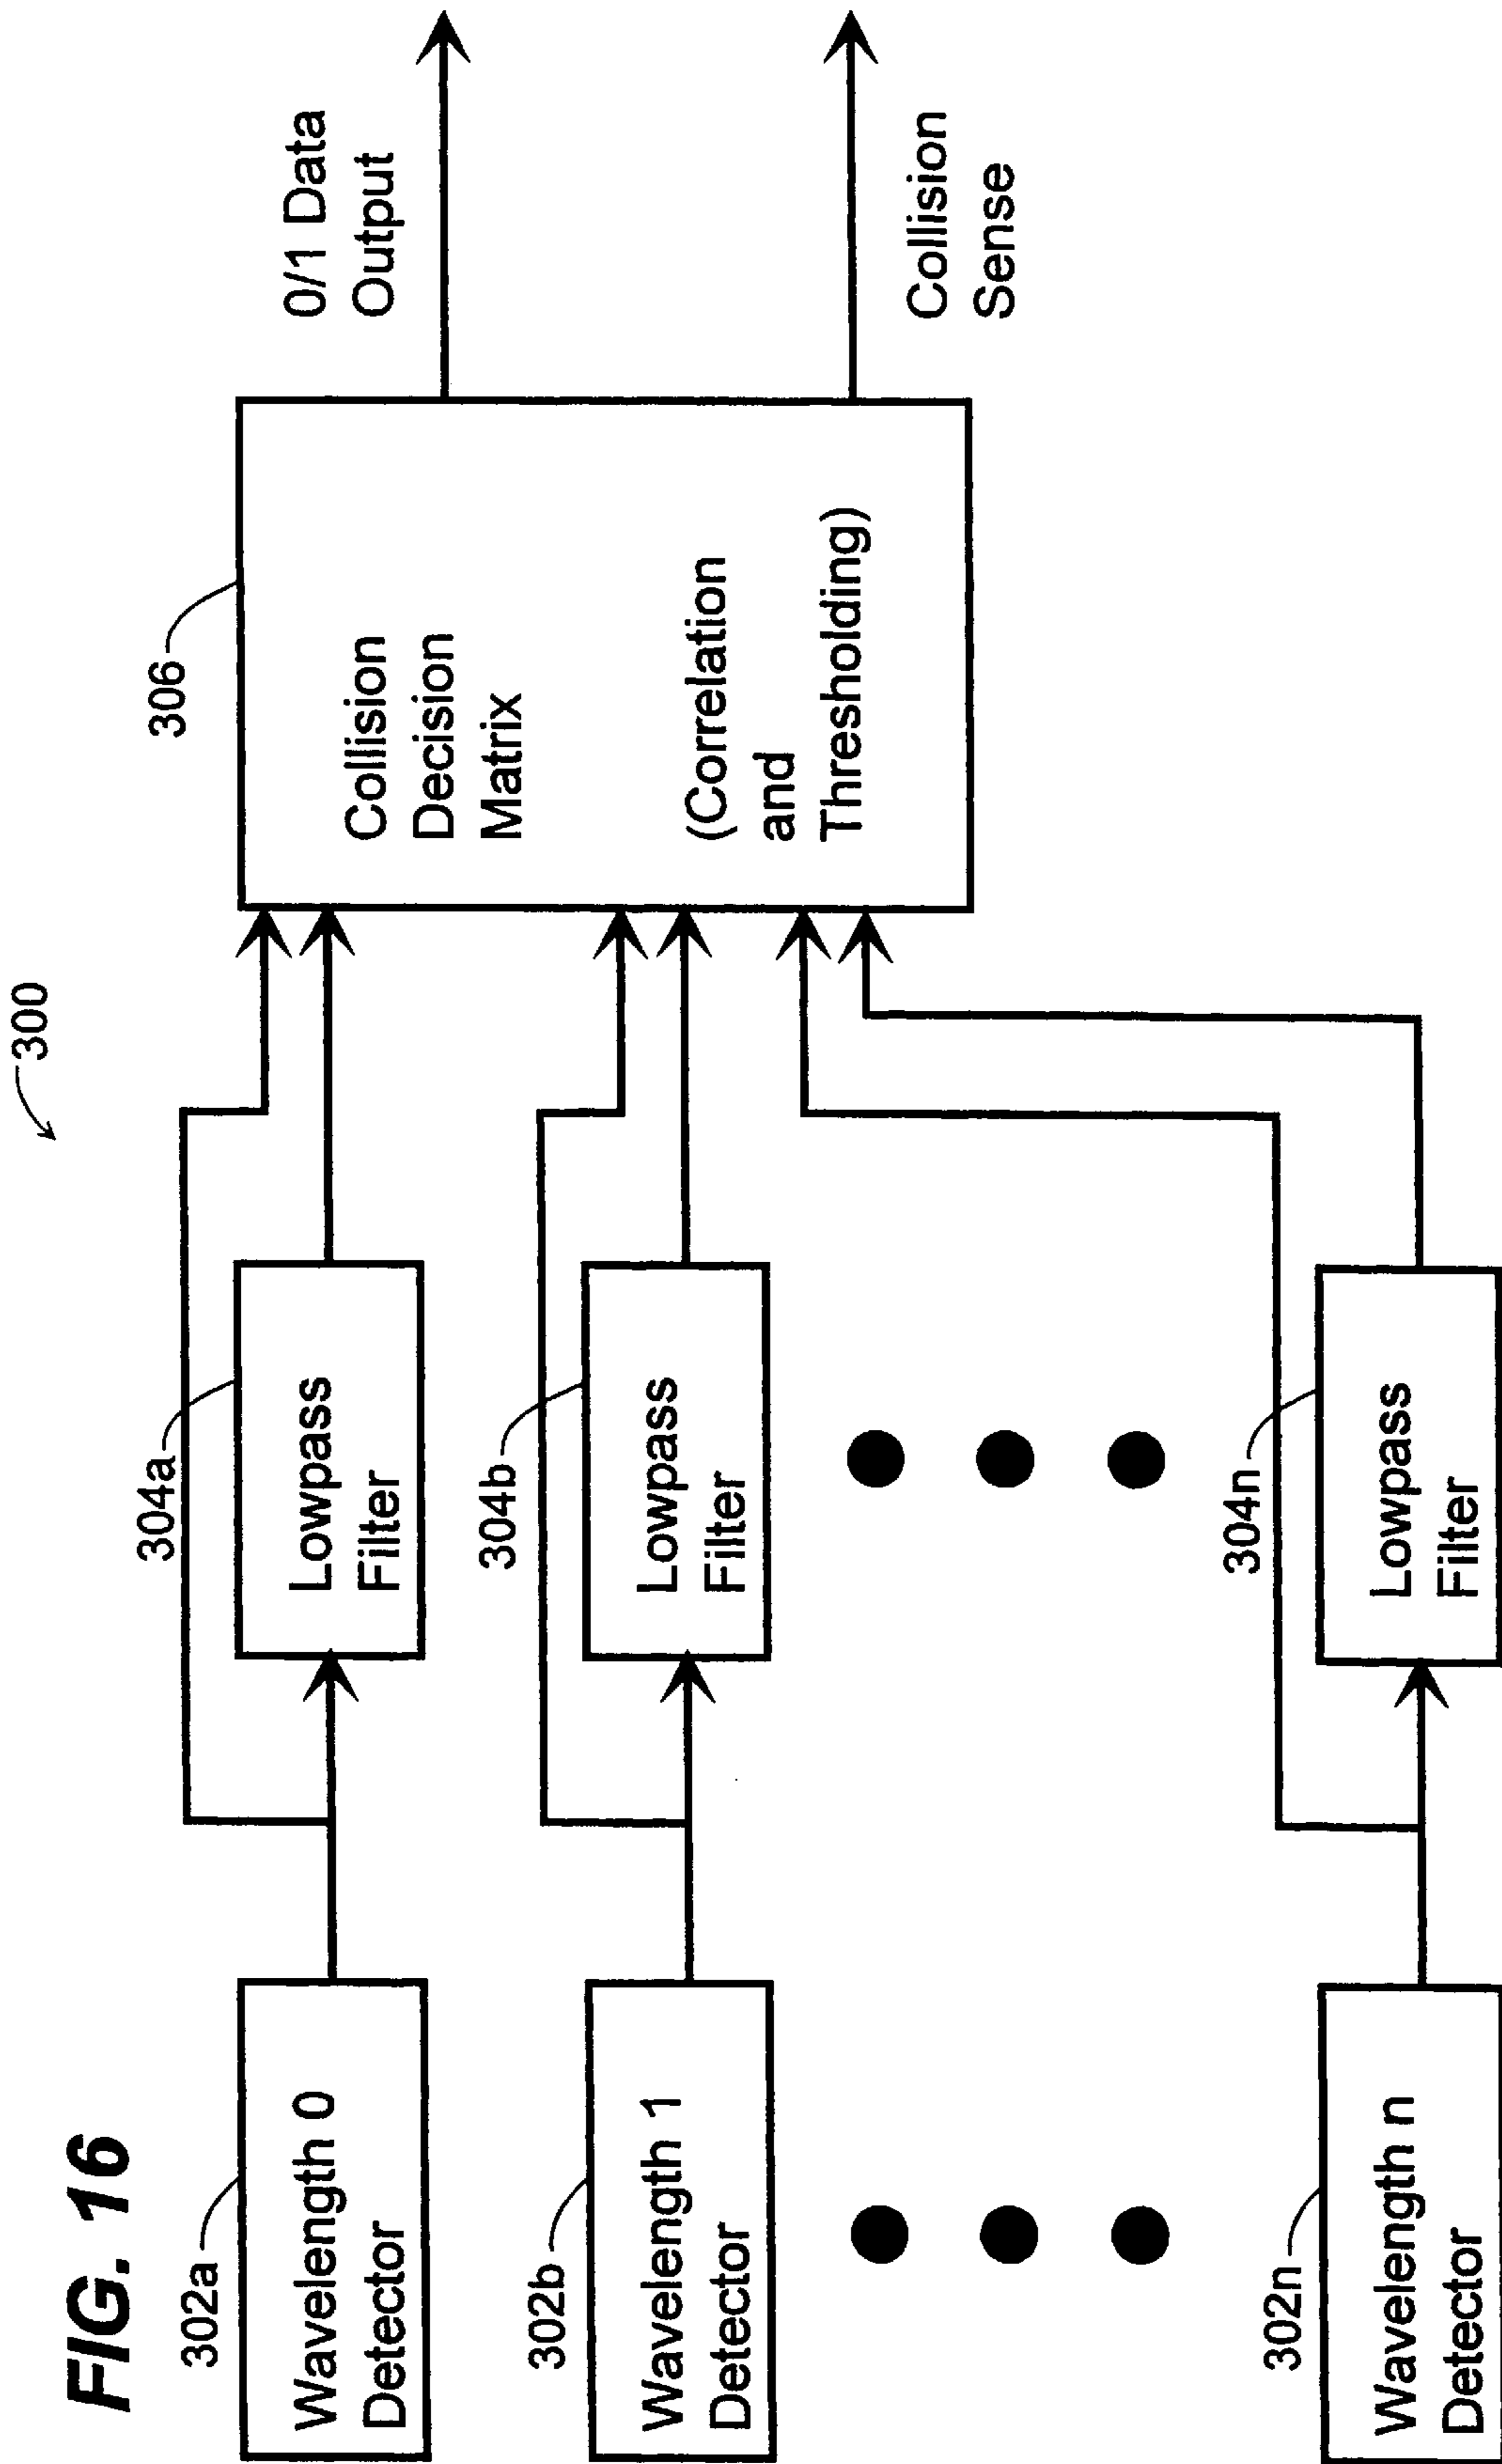 FIG. 16
300
302a
Wavelength 0
Detector
304a
Lowpass
Filter
306
Collision
Decision
Matrix
(Correlation
and
Thresholding)
0/1 Data
Output
Collision
Sense
302b
Wavelength 1
Detector
304b
Lowpass
Filter
302n
Wavelength n
Detector
304n
Lowpass
Filter